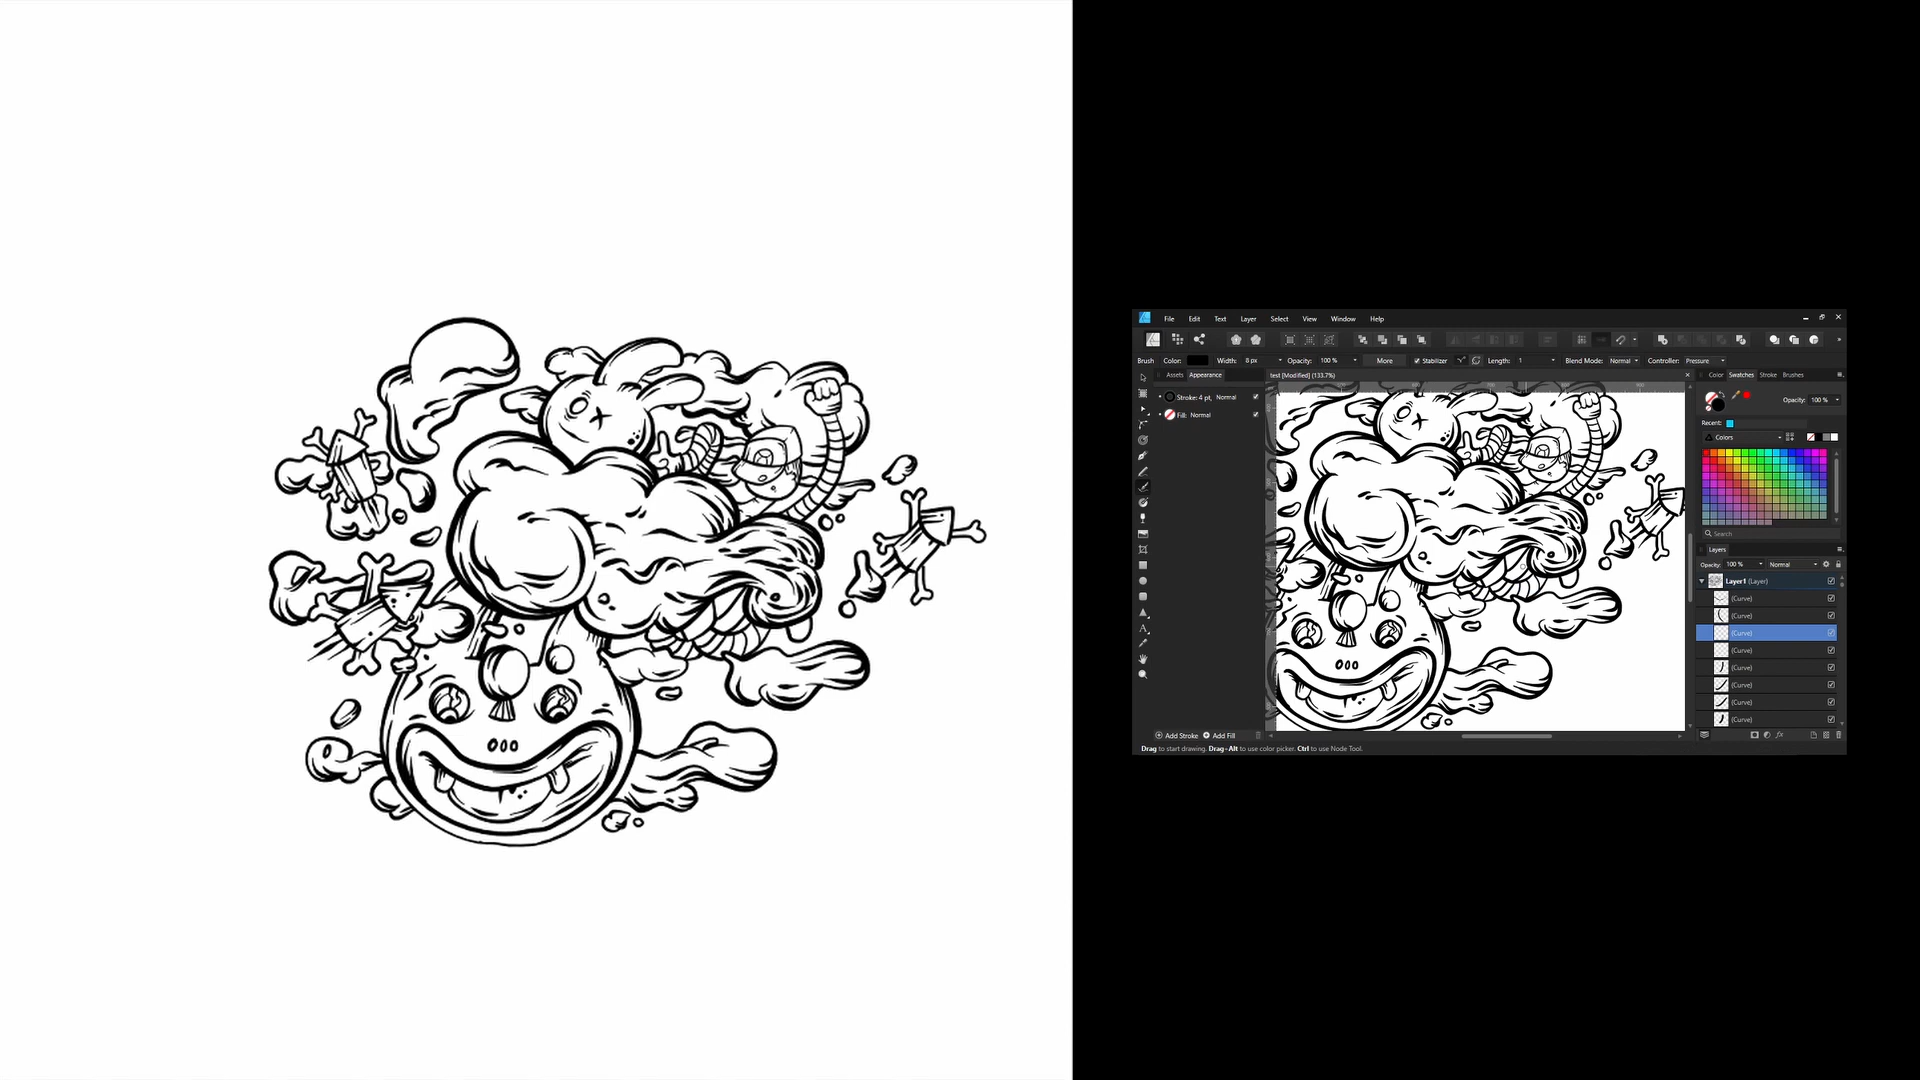 File Edit Text Layer Select View Window Help
Brush Color: Width: 8 px Opacity: 100 % More Stabilizer Length: 1 Blend Mode: Normal Controller: Pressure
Assets Appearance
test [Modified] (133.7%)
Color Swatches Stroke Brushes
Stroke: 4 pt, Normal
Fill: Normal
Opacity: 100 %
Recent:
Colors
Search
Layers
Opacity: 100 % Normal
Layer1 (Layer)
(Curve)
(Curve)
(Curve)
(Curve)
(Curve)
(Curve)
(Curve)
(Curve)
Add Stroke Add Fill
Drag to start drawing. Drag+Alt to use color picker. Ctrl to use Node Tool.